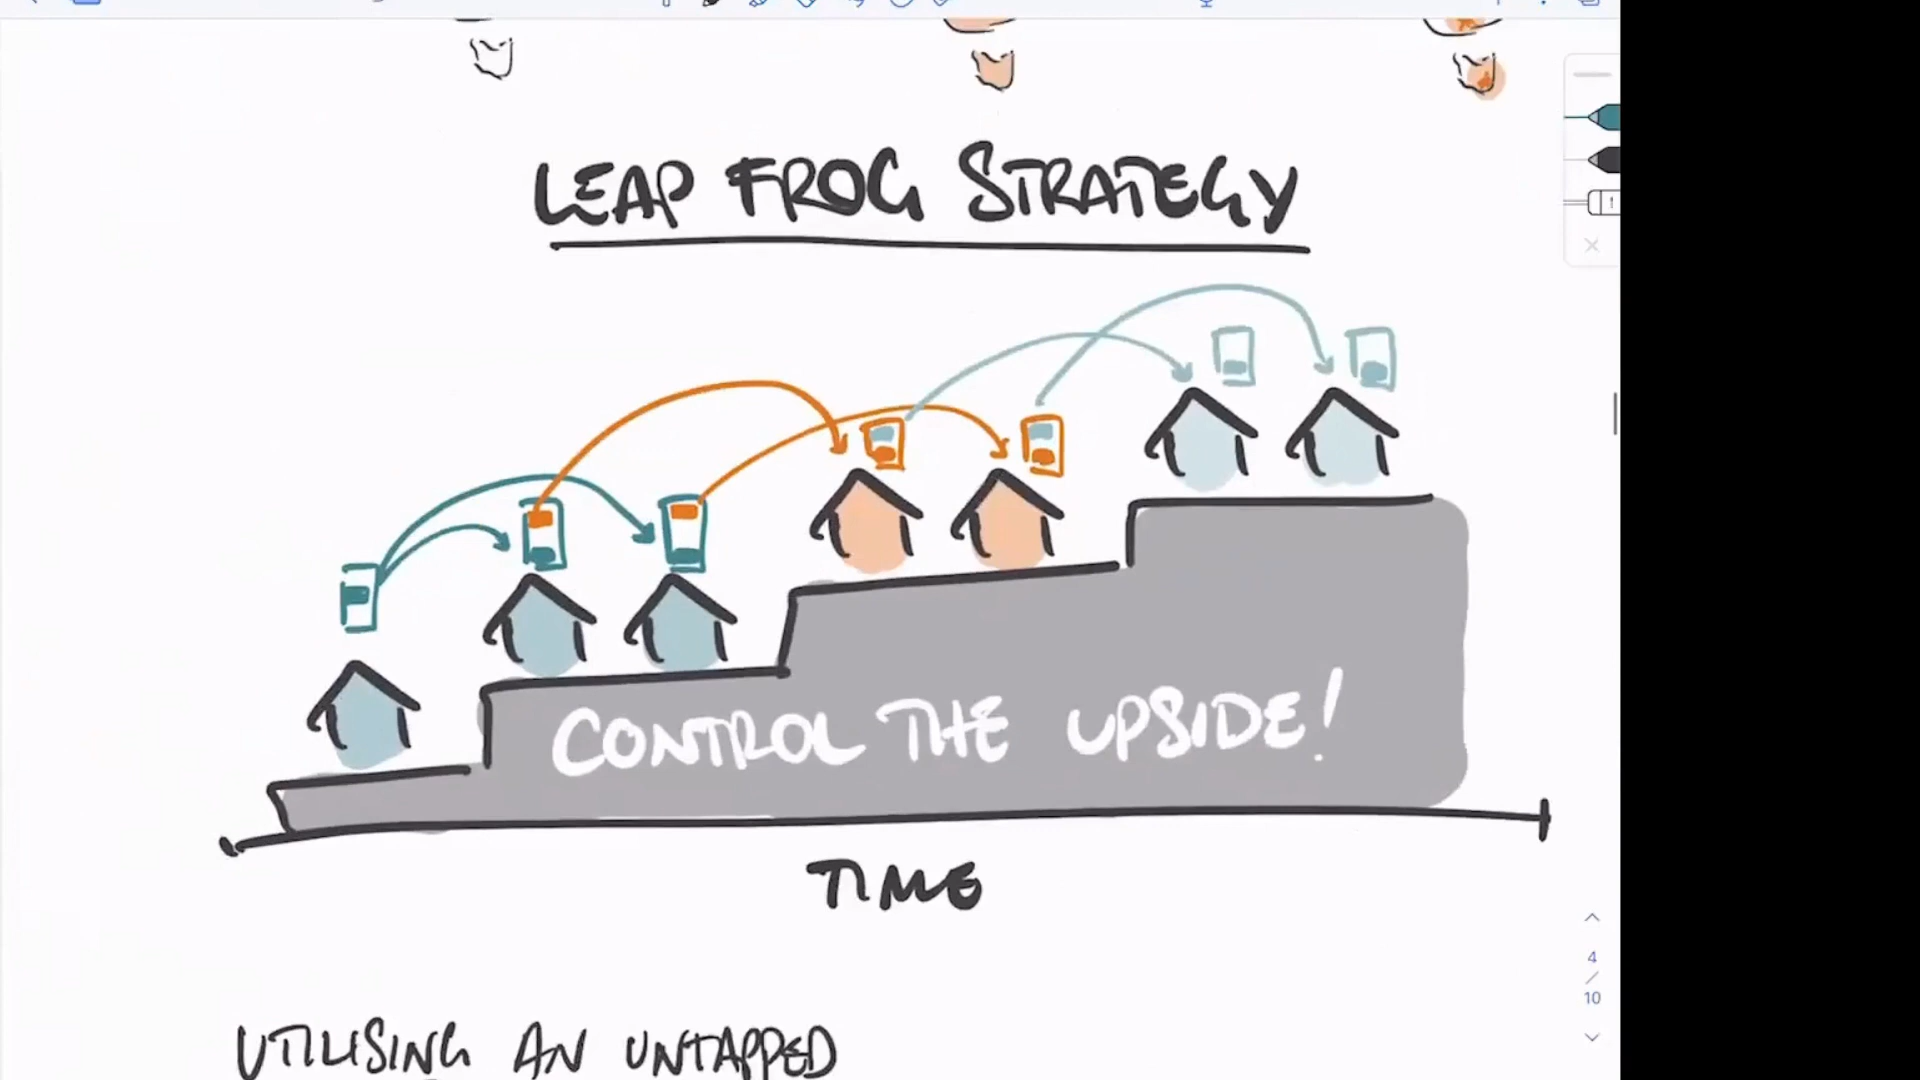 LEAP FROG STRATEGY
CONTROL THE UPSIDE!
TIME
4
/
10
UTILISING AN UNTAPPED